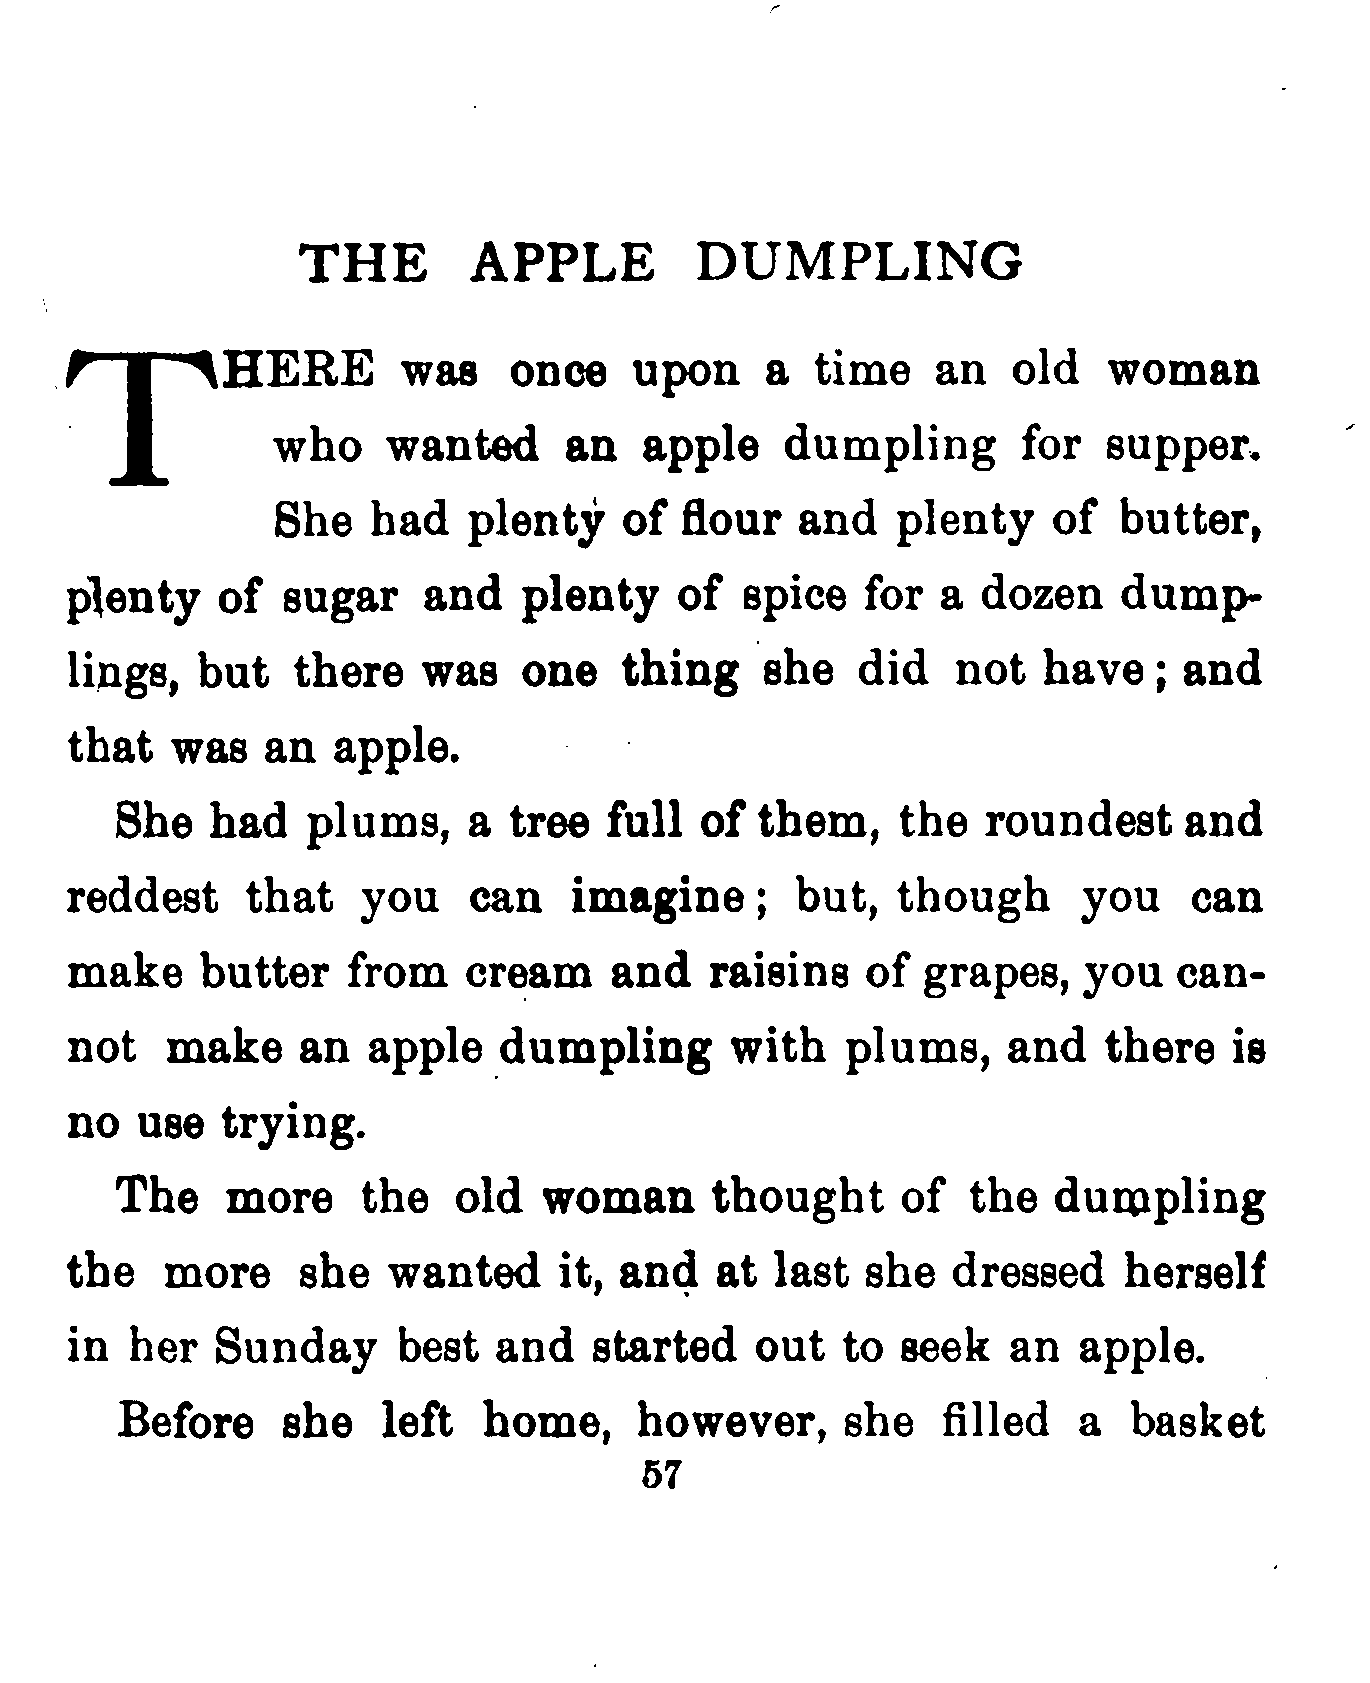 THE APPLE DUMPLING
THERE was once upon a time an old woman
who wanted an apple dumpling for supper.
She had plenty of flour and plenty of butter,
plenty of sugar and plenty of spice for a dozen dump-
lings, but there was one thing she did not have; and
that was an apple.
She had plums, a tree full of them, the roundest and
reddest that you can imagine; but, though you can
make butter from cream and raisins of grapes, you can-
not make an apple dumpling with plums, and there is
no use trying.
The more the old woman thought of the dumpling
the more she wanted it, and at last she dressed herself
in her Sunday best and started out to seek an apple.
Before she left home, however, she filled a basket
57